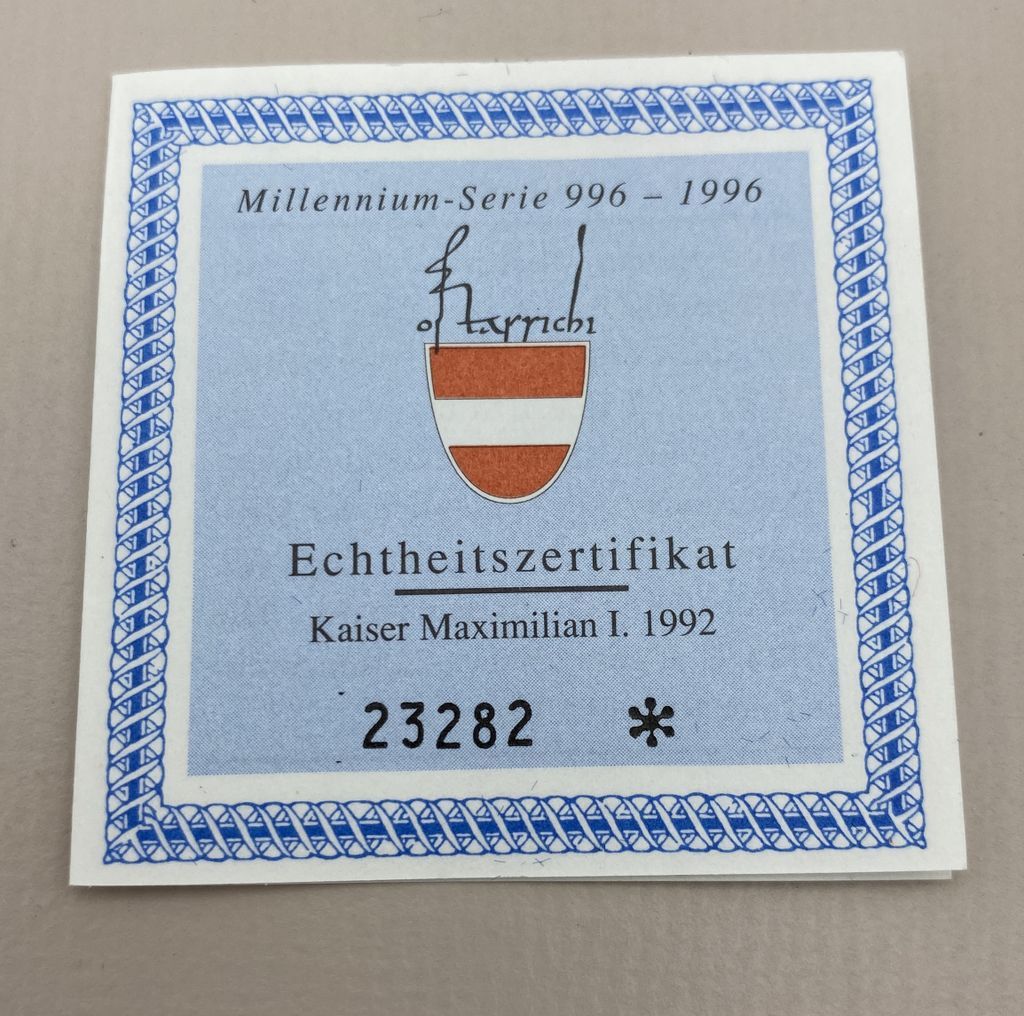 Millennium-Serie 996 – 1996
ostarrichi
Echtheitszertifikat
Kaiser Maximilian I. 1992
23282 *